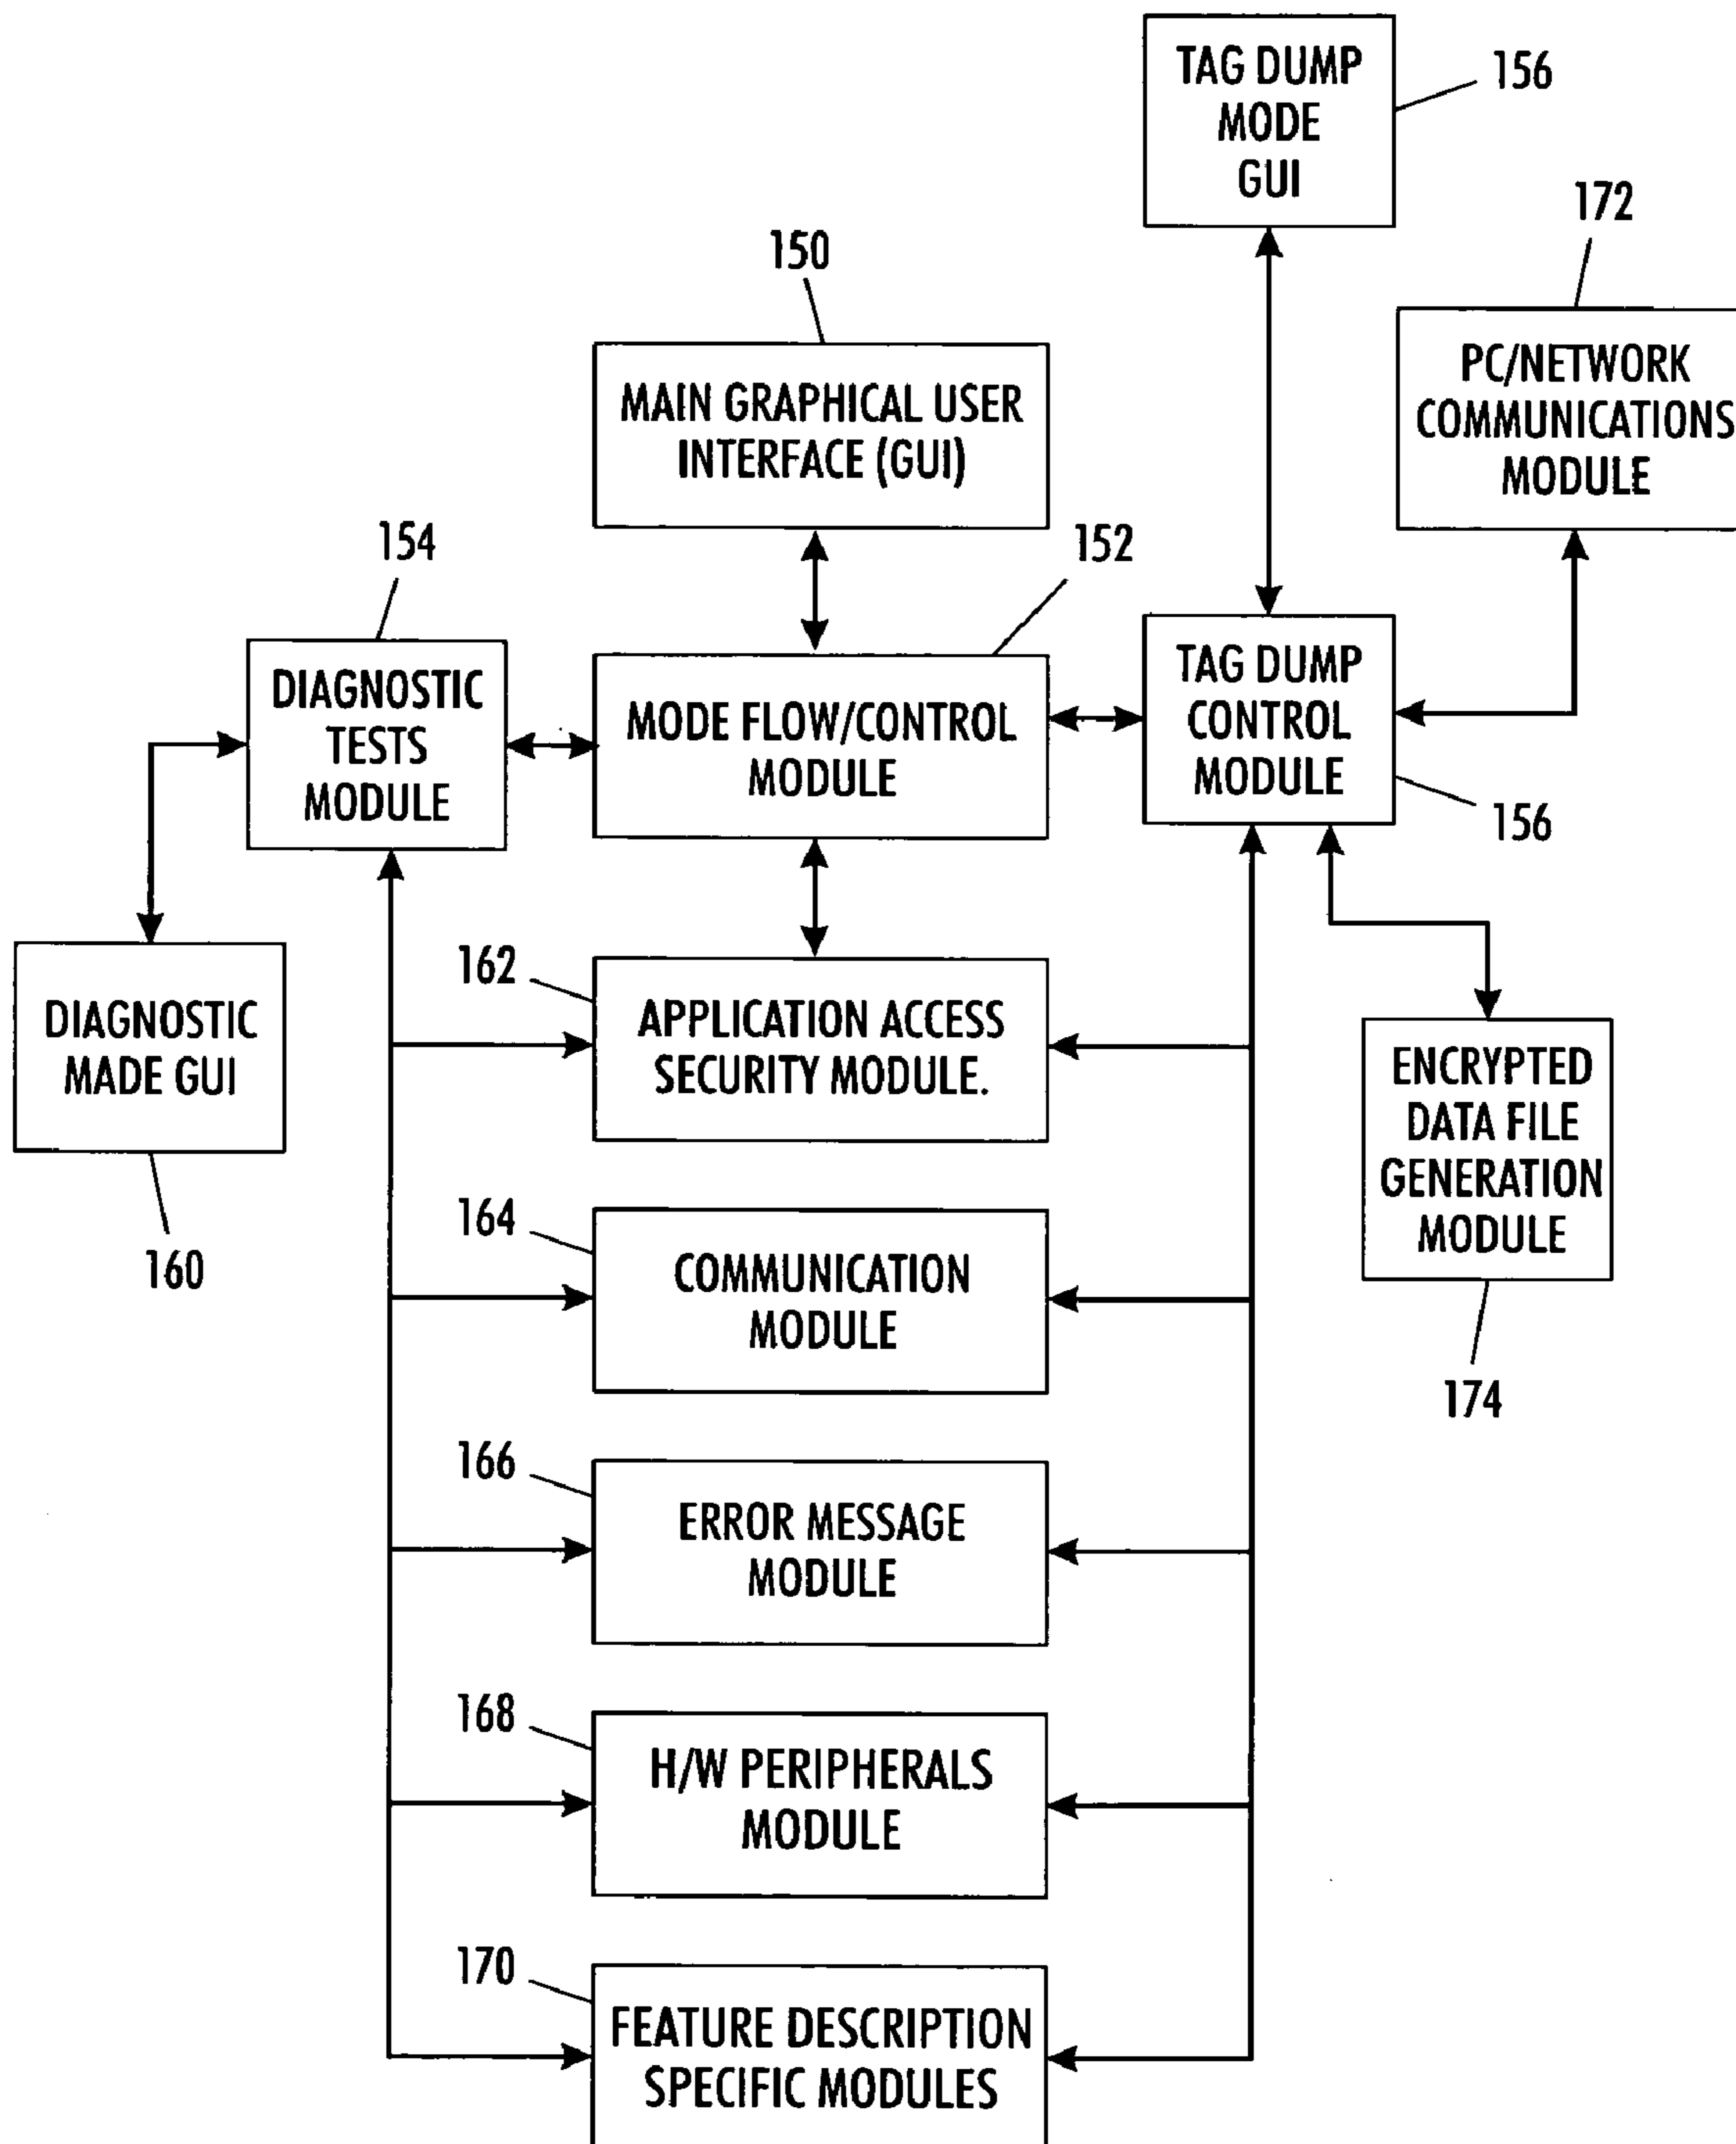 TAG DUMP
MODE
GUI
156
172
150
PC/NETWORK
COMMUNICATIONS
MODULE
MAIN GRAPHICAL USER
INTERFACE (GUI)
154
152
DIAGNOSTIC
TESTS
MODULE
MODE FLOW/CONTROL
MODULE
TAG DUMP
CONTROL
MODULE
156
162
DIAGNOSTIC
MADE GUI
160
APPLICATION ACCESS
SECURITY MODULE.
ENCRYPTED
DATA FILE
GENERATION
MODULE
174
164
COMMUNICATION
MODULE
166
ERROR MESSAGE
MODULE
168
H/W PERIPHERALS
MODULE
170
FEATURE DESCRIPTION
SPECIFIC MODULES